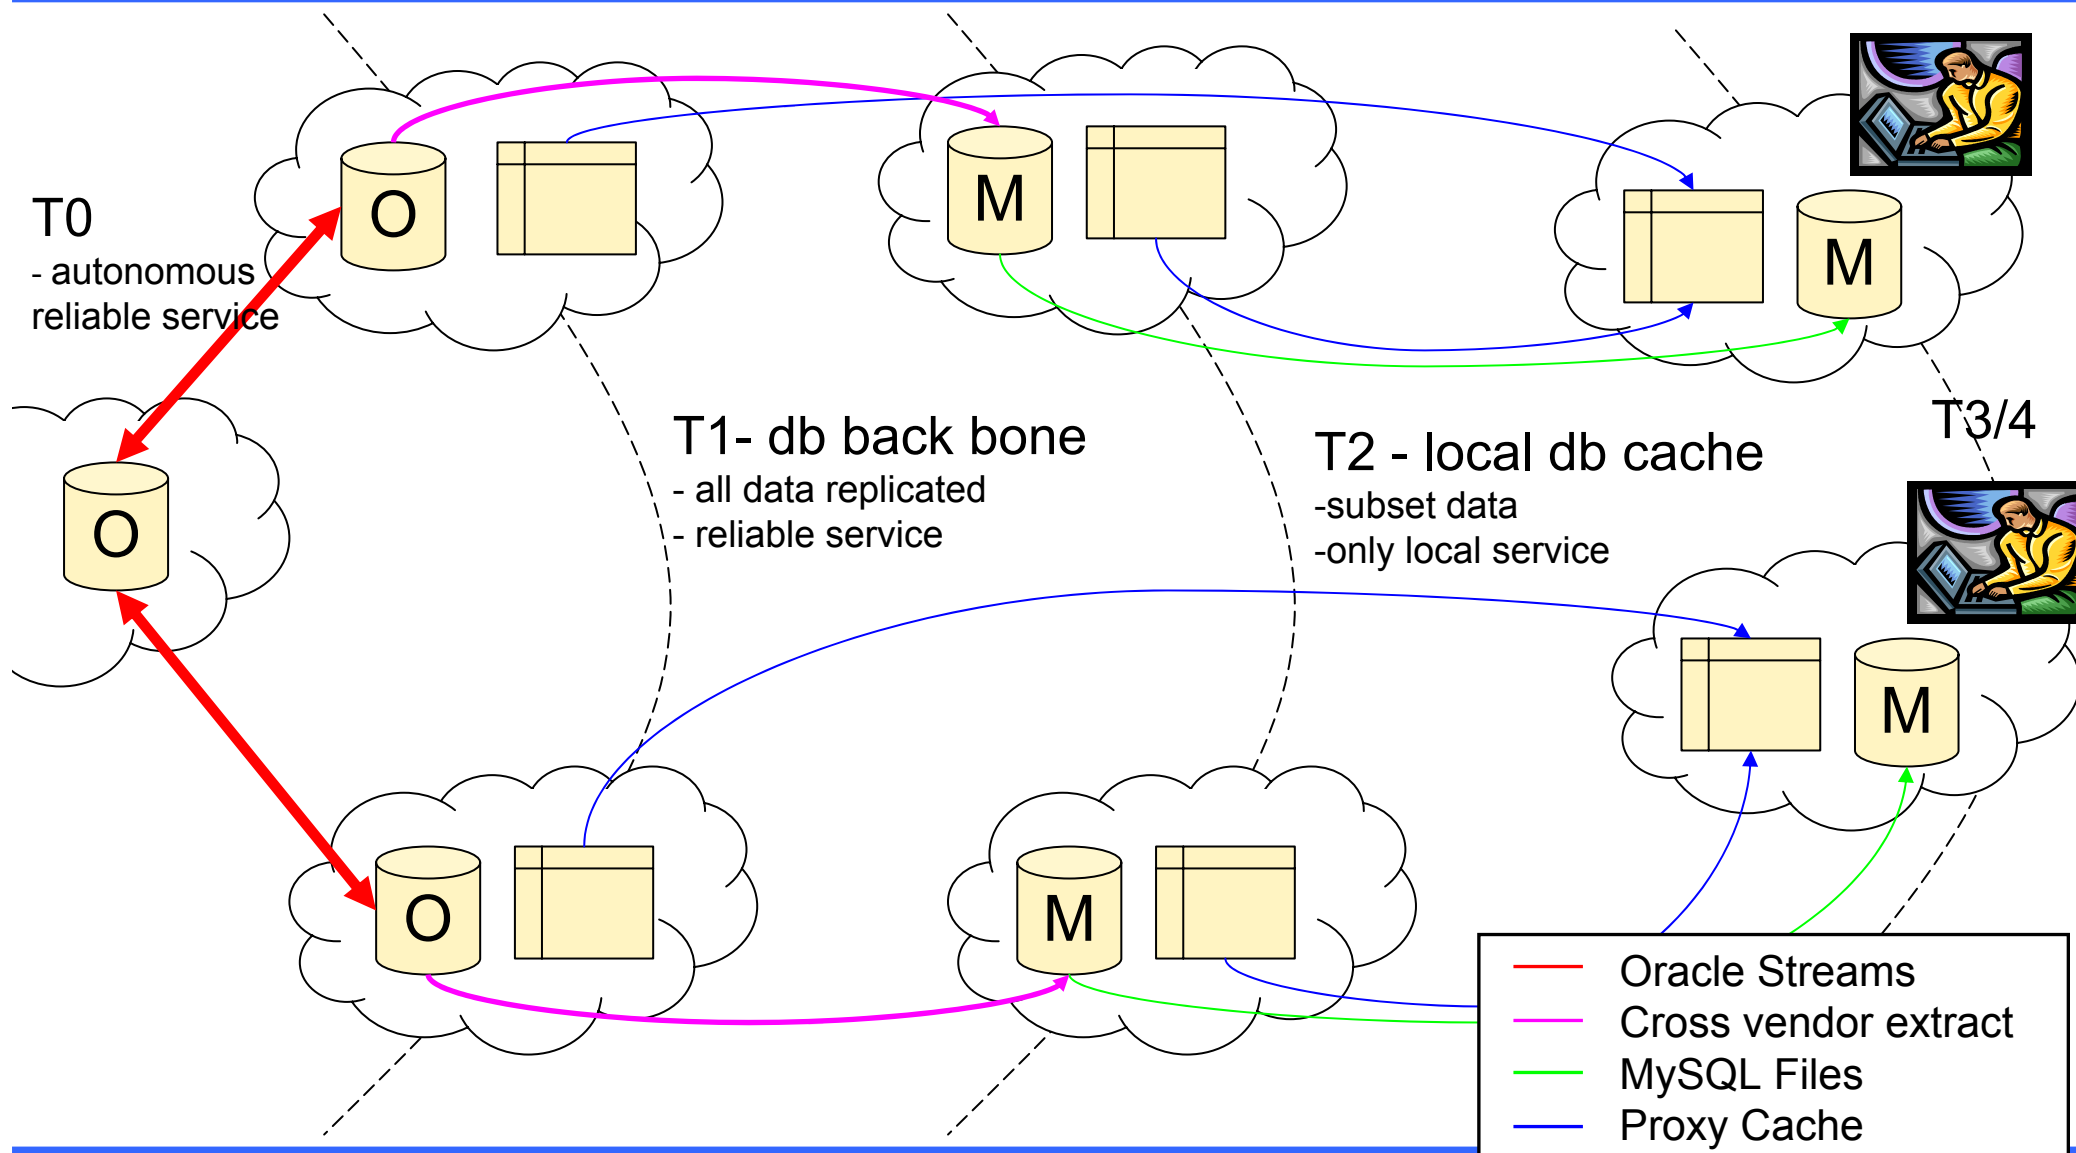 O
M
T0
- autonomous
reliable service
M
O
T1- db back bone
- all data replicated
- reliable service
T2 - local db cache
-subset data
-only local service
T3/4
M
O
M
Oracle Streams
Cross vendor extract
MySQL Files
Proxy Cache